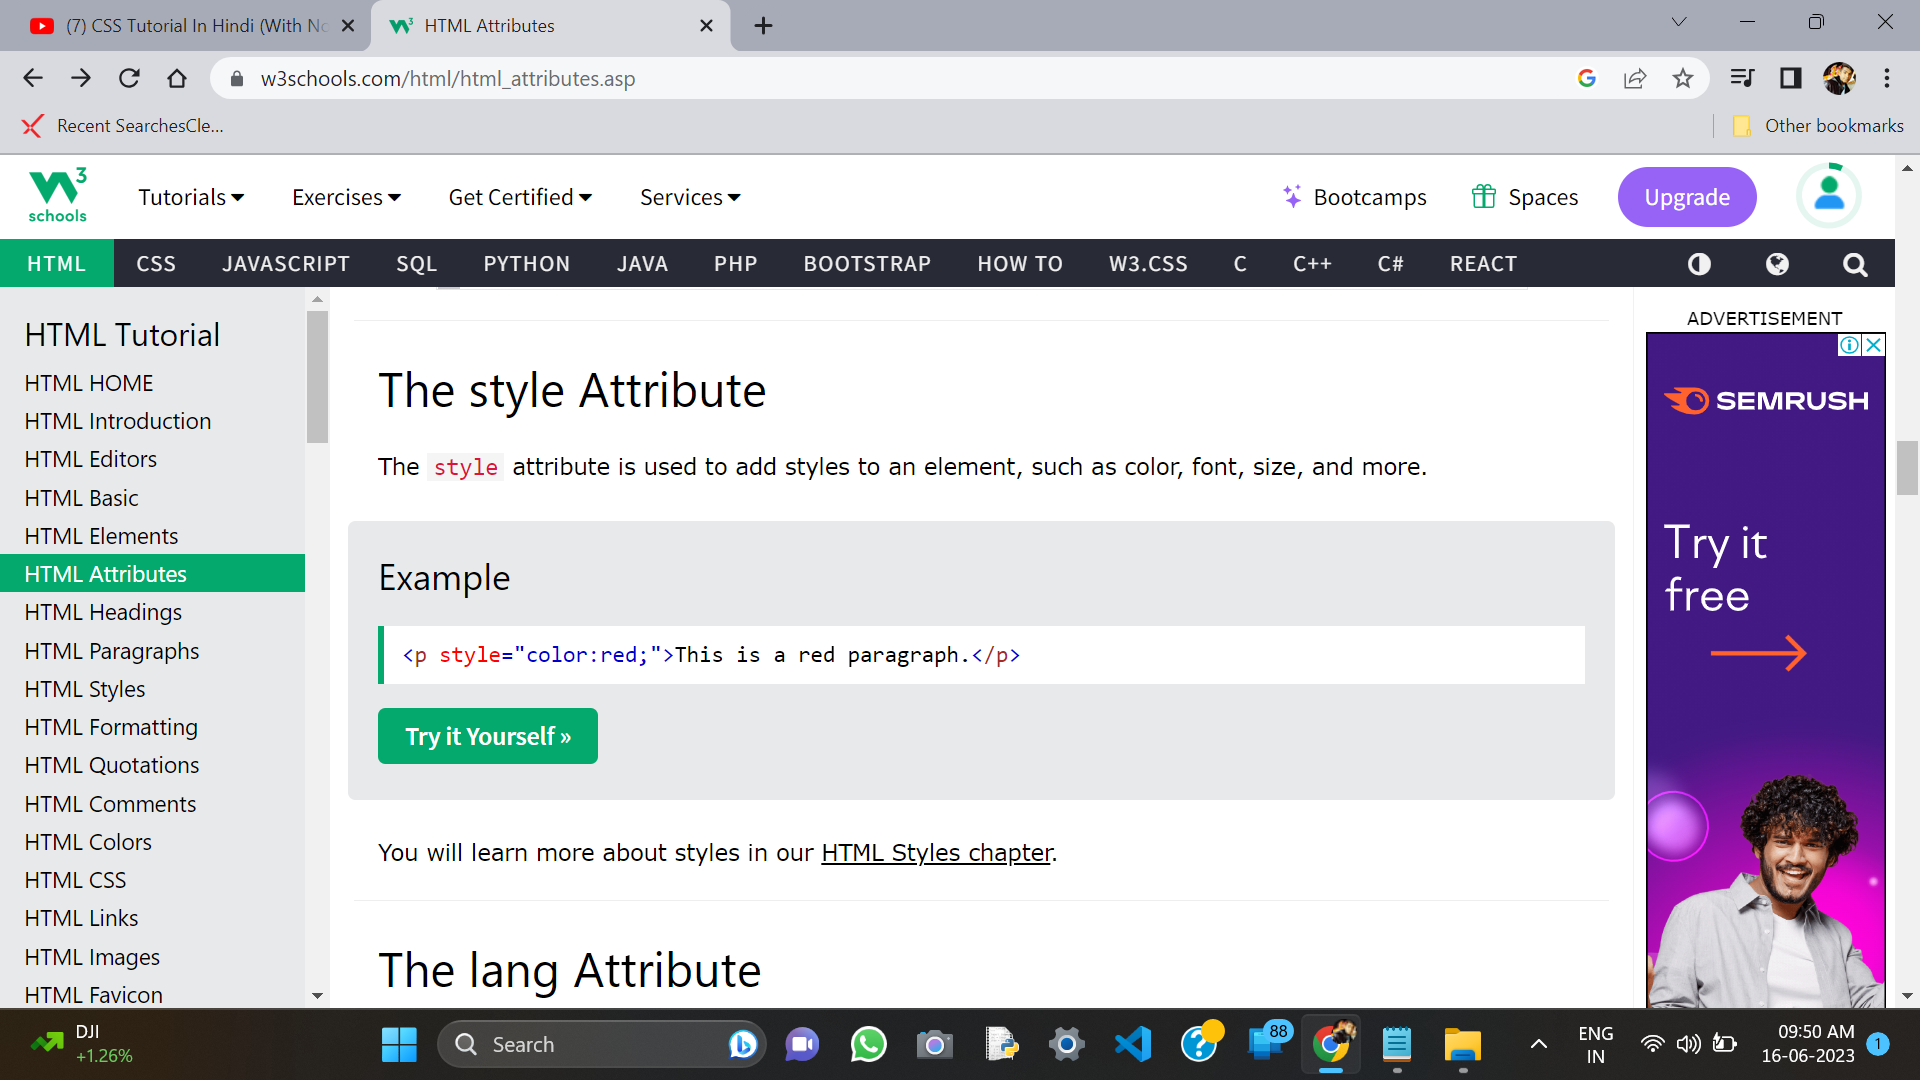 (7) CSS Tutorial In Hindi (With No
HTML Attributes
w3schools.com/html/html_attributes.asp
Recent SearchesCle...
Other bookmarks
W3 schools
Tutorials
Exercises
Get Certified
Services
Bootcamps
Spaces
Upgrade
HTML CSS JAVASCRIPT SQL PYTHON JAVA PHP BOOTSTRAP HOW TO W3.CSS C C++ C# REACT
HTML Tutorial
HTML HOME
HTML Introduction
HTML Editors
HTML Basic
HTML Elements
HTML Attributes
HTML Headings
HTML Paragraphs
HTML Styles
HTML Formatting
HTML Quotations
HTML Comments
HTML Colors
HTML CSS
HTML Links
HTML Images
HTML Favicon
The style Attribute
The style attribute is used to add styles to an element, such as color, font, size, and more.
Example
<p style="color:red;">This is a red paragraph.</p>
Try it Yourself »
You will learn more about styles in our HTML Styles chapter.
The lang Attribute
ADVERTISEMENT
SEMRUSH
Try it
free
DJI
+1.26%
Search
88
ENG
IN
09:50 AM
16-06-2023
1